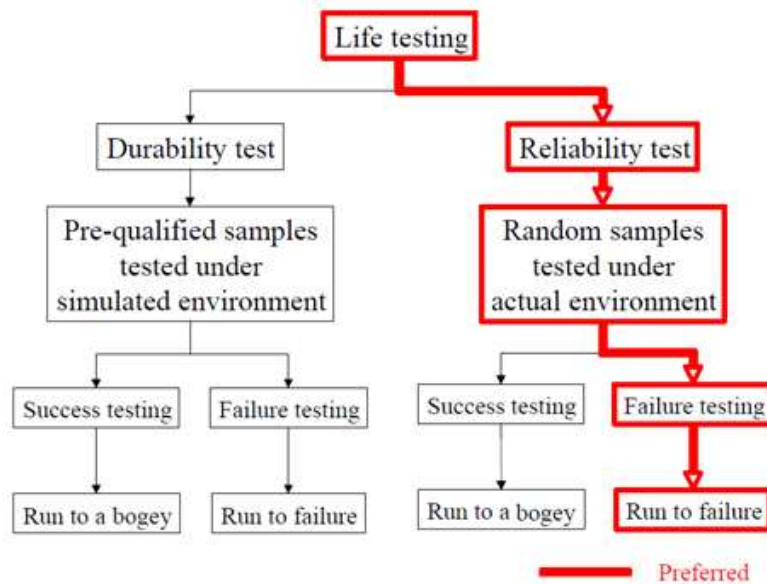 Life testing
Durability test
Reliability test
Pre-qualified samples
tested under
simulated environment
Random samples
tested under
actual environment
Success testing
Failure testing
Success testing
Failure testing
Run to a bogey
Run to failure
Run to a bogey
Run to failure
Preferred